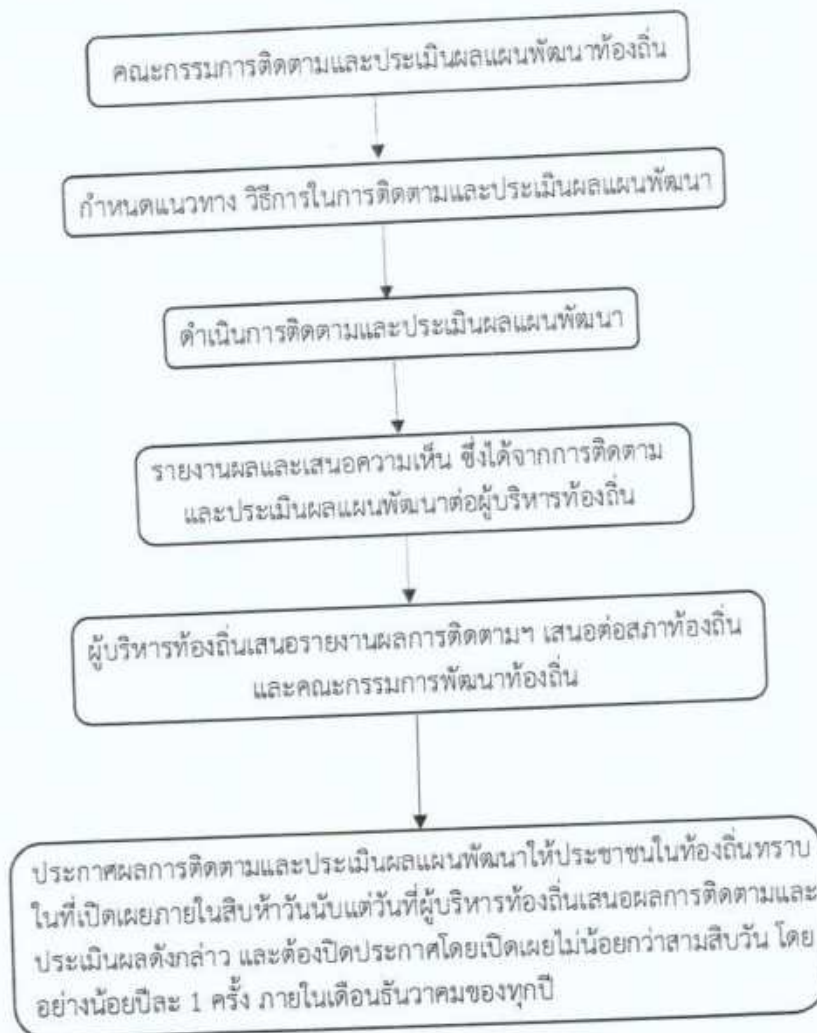 คณะกรรมการติดตามและประเมินผลแผนพัฒนาท้องถิ่น
กำหนดแนวทาง วิธีการในการติดตามและประเมินผลแผนพัฒนา
ดำเนินการติดตามและประเมินผลแผนพัฒนา
รายงานผลและเสนอความเห็น ซึ่งได้จากการติดตาม
และประเมินผลแผนพัฒนาต่อผู้บริหารท้องถิ่น
ผู้บริหารท้องถิ่นเสนอรายงานผลการติดตามฯ เสนอต่อสภาท้องถิ่น
และคณะกรรมการพัฒนาท้องถิ่น
ประกาศผลการติดตามและประเมินผลแผนพัฒนาให้ประชาชนในท้องถิ่นทราบ
ในที่เปิดเผยภายในสิบห้าวันนับแต่วันที่ผู้บริหารท้องถิ่นเสนอผลการติดตามและ
ประเมินผลดังกล่าว และต้องปิดประกาศโดยเปิดเผยไม่น้อยกว่าสามสิบวัน โดย
อย่างน้อยปีละ 1 ครั้ง ภายในเดือนธันวาคมของทุกปี